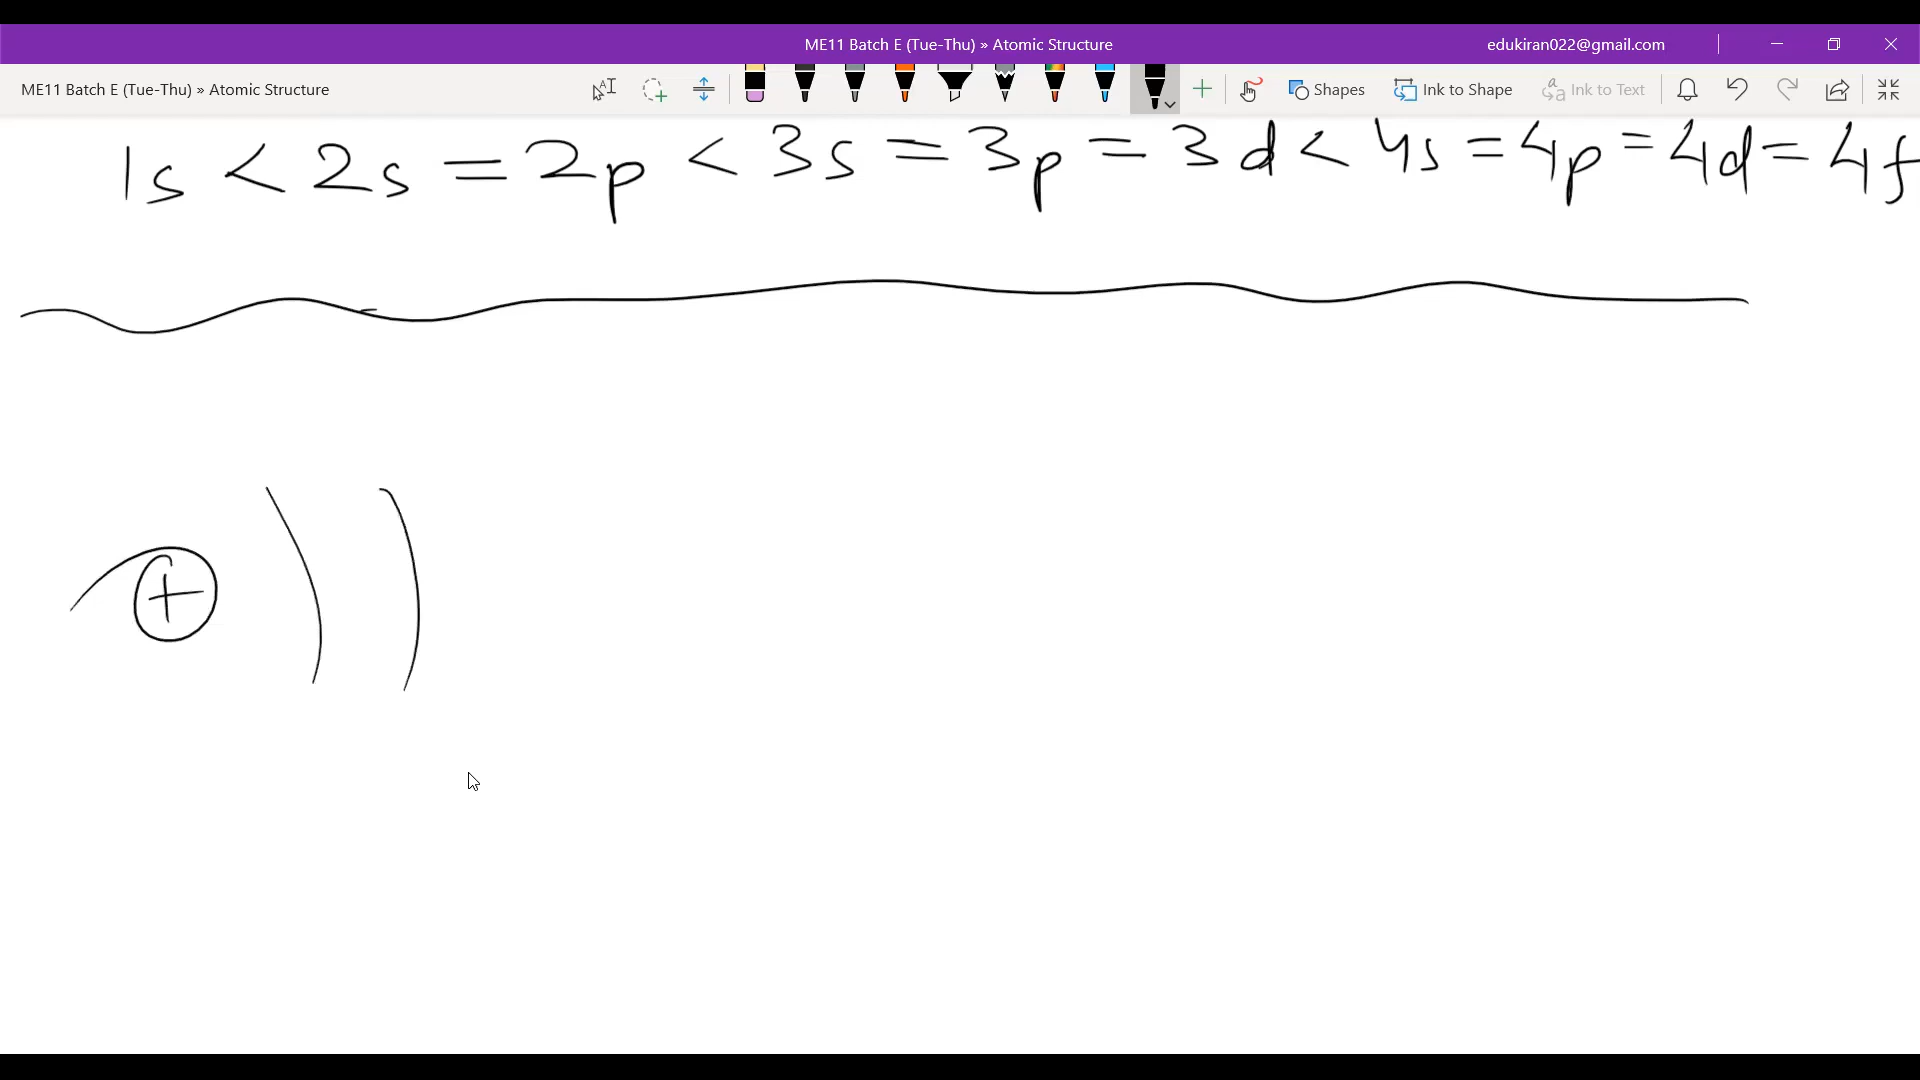 ME11 Batch E (Tue-Thu) » Atomic Structure
edukiran022@gmail.com
ME11 Batch E (Tue-Thu) » Atomic Structure
Shapes
Ink to Shape
Ink to Text
1s < 2s = 2p < 3s = 3p = 3d < 4s = 4p = 4d = 4f
+